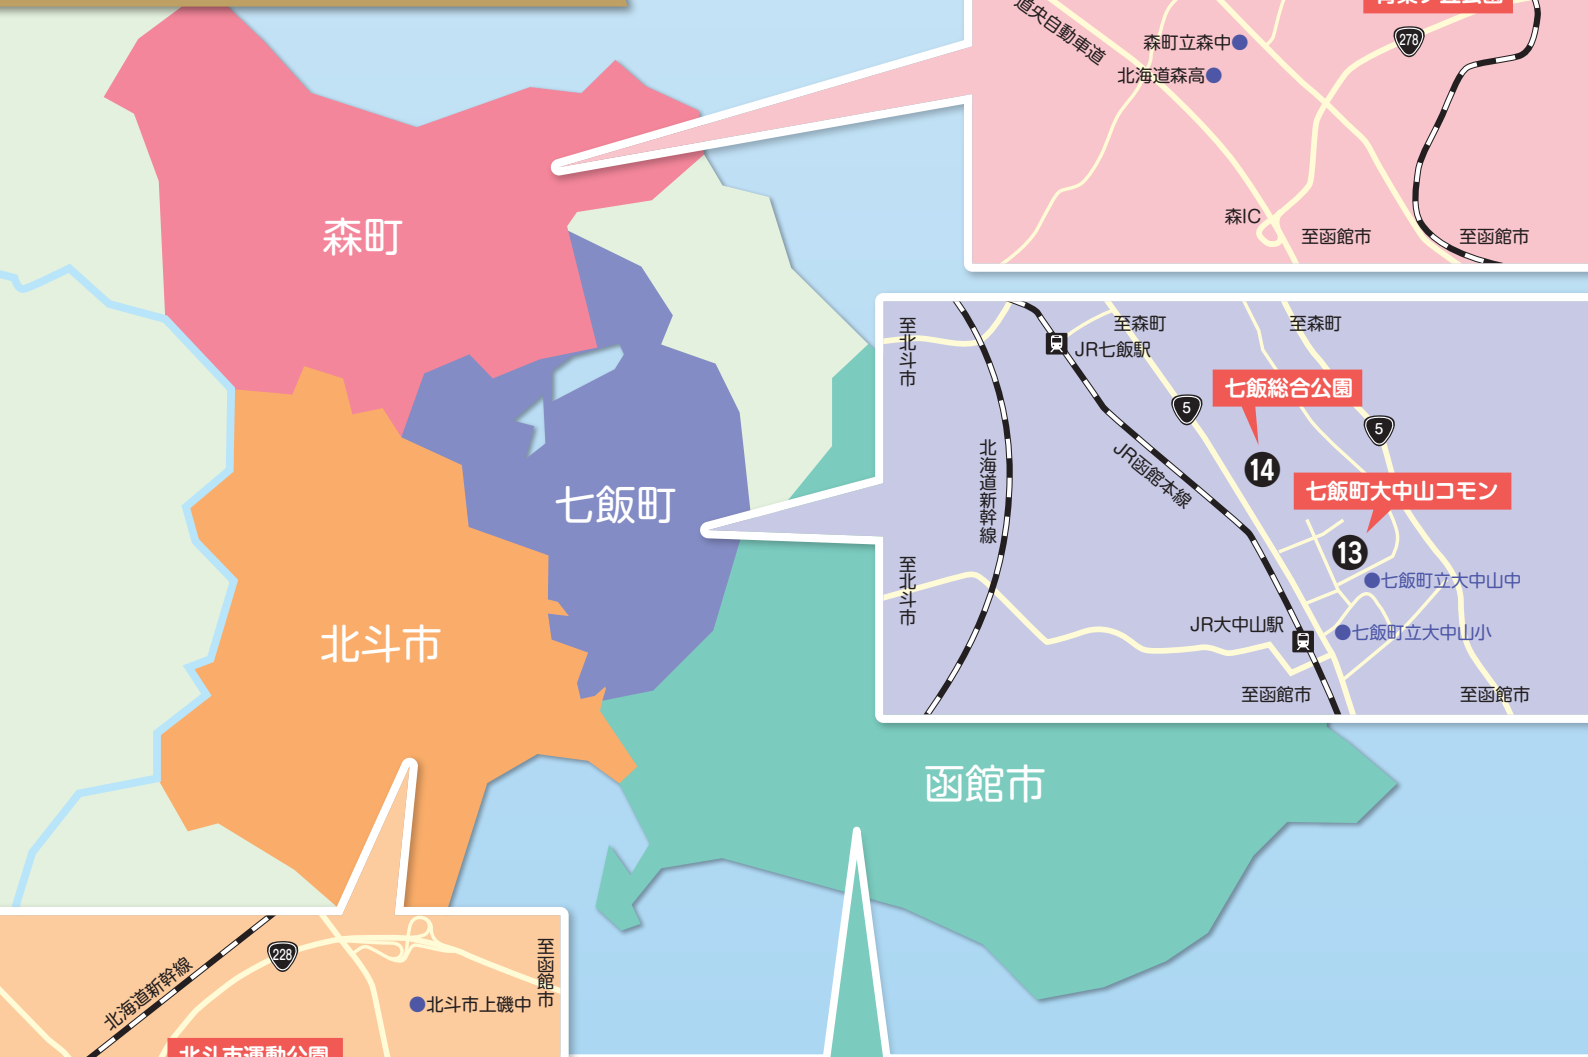 道央自動車道
森町立森中
278
北海道森高
森IC
至函館市
至函館市
森町
至北斗市
至森町
至森町
JR七飯駅
七飯総合公園
5
5
北海道新幹線
JR函館本線
14
七飯町大中山コモン
13
七飯町
七飯町立大中山中
至北斗市
JR大中山駅
七飯町立大中山小
至函館市
至函館市
北斗市
函館市
北海道新幹線
228
至函館市
北斗市上磯中
北斗市運動公園